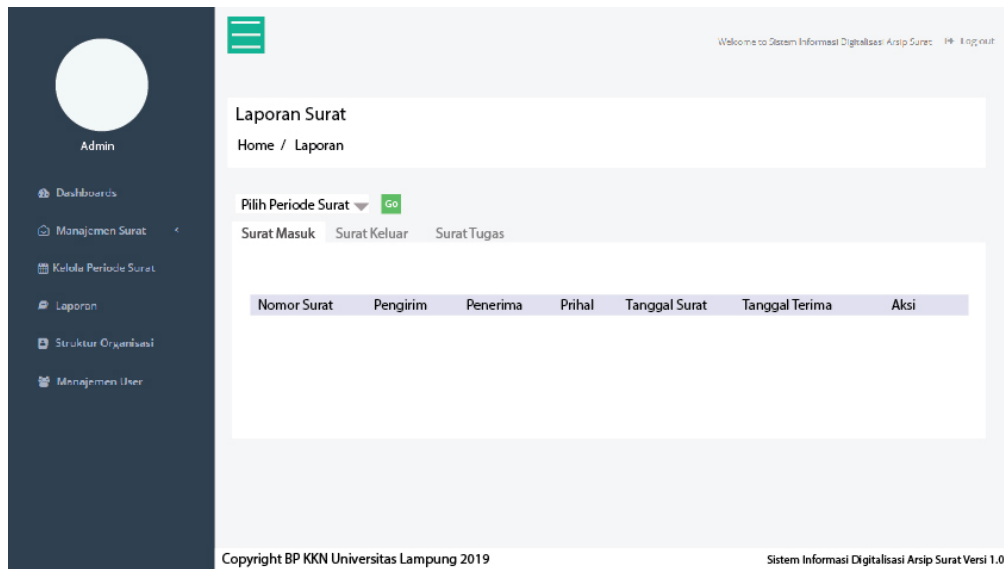 Welcome to Sistem Informasi Digitalisasi Arsip Surat Log out
Admin
Dashboards
Manajemen Surat <
Kelola Periode Surat
Laporan
Struktur Organisasi
Manajemen User
Laporan Surat
Home / Laporan
Pilih Periode Surat Go
Surat Masuk Surat Keluar Surat Tugas
Nomor Surat Pengirim Penerima Prihal Tanggal Surat Tanggal Terima Aksi
Copyright BP KKN Universitas Lampung 2019 Sistem Informasi Digitalisasi Arsip Surat Versi 1.0